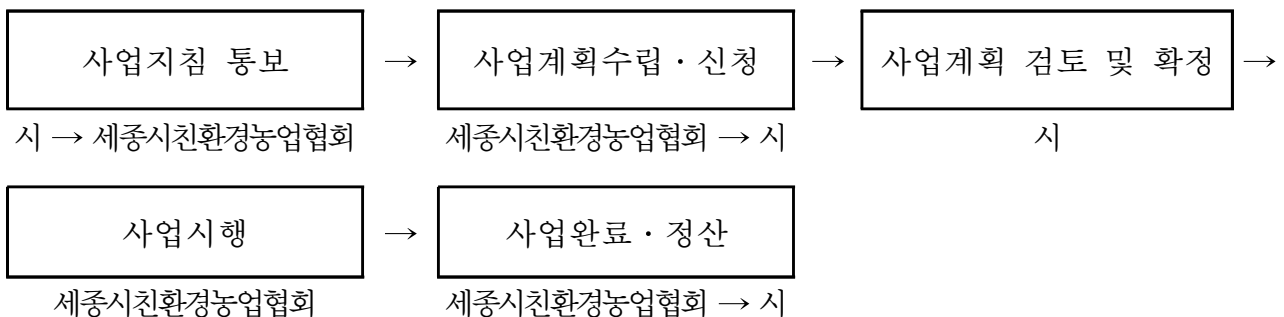 사업지침 통보 → 사업계획수립・신청 → 사업계획 검토 및 확정 →
시 → 세종시친환경농업협회 세종시친환경농업협회 → 시 시
사업시행 → 사업완료・정산
세종시친환경농업협회 세종시친환경농업협회 → 시